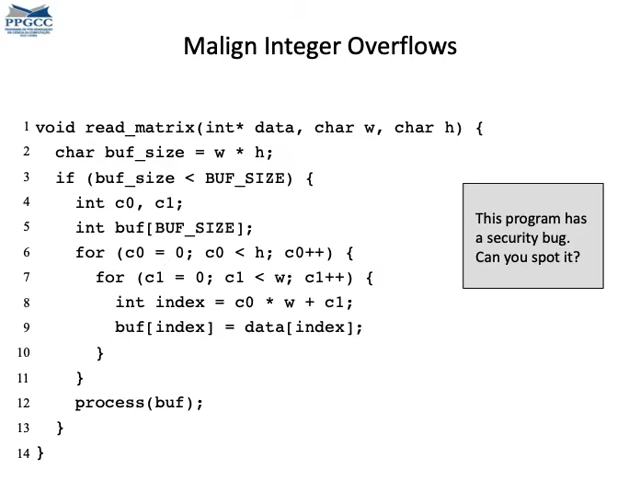 PPGCC
Malign Integer Overflows
1 void read_matrix(int* data, char w, char h) {
2 char buf_size = w * h;
3 if (buf_size < BUF_SIZE) {
4 int c0, c1;
5 int buf[BUF_SIZE];
6 for (c0 = 0; c0 < h; c0++) {
7 for (c1 = 0; c1 < w; c1++) {
8 int index = c0 * w + c1;
9 buf[index] = data[index];
10 }
11 }
12 process(buf);
13 }
14 }
This program has
a security bug.
Can you spot it?